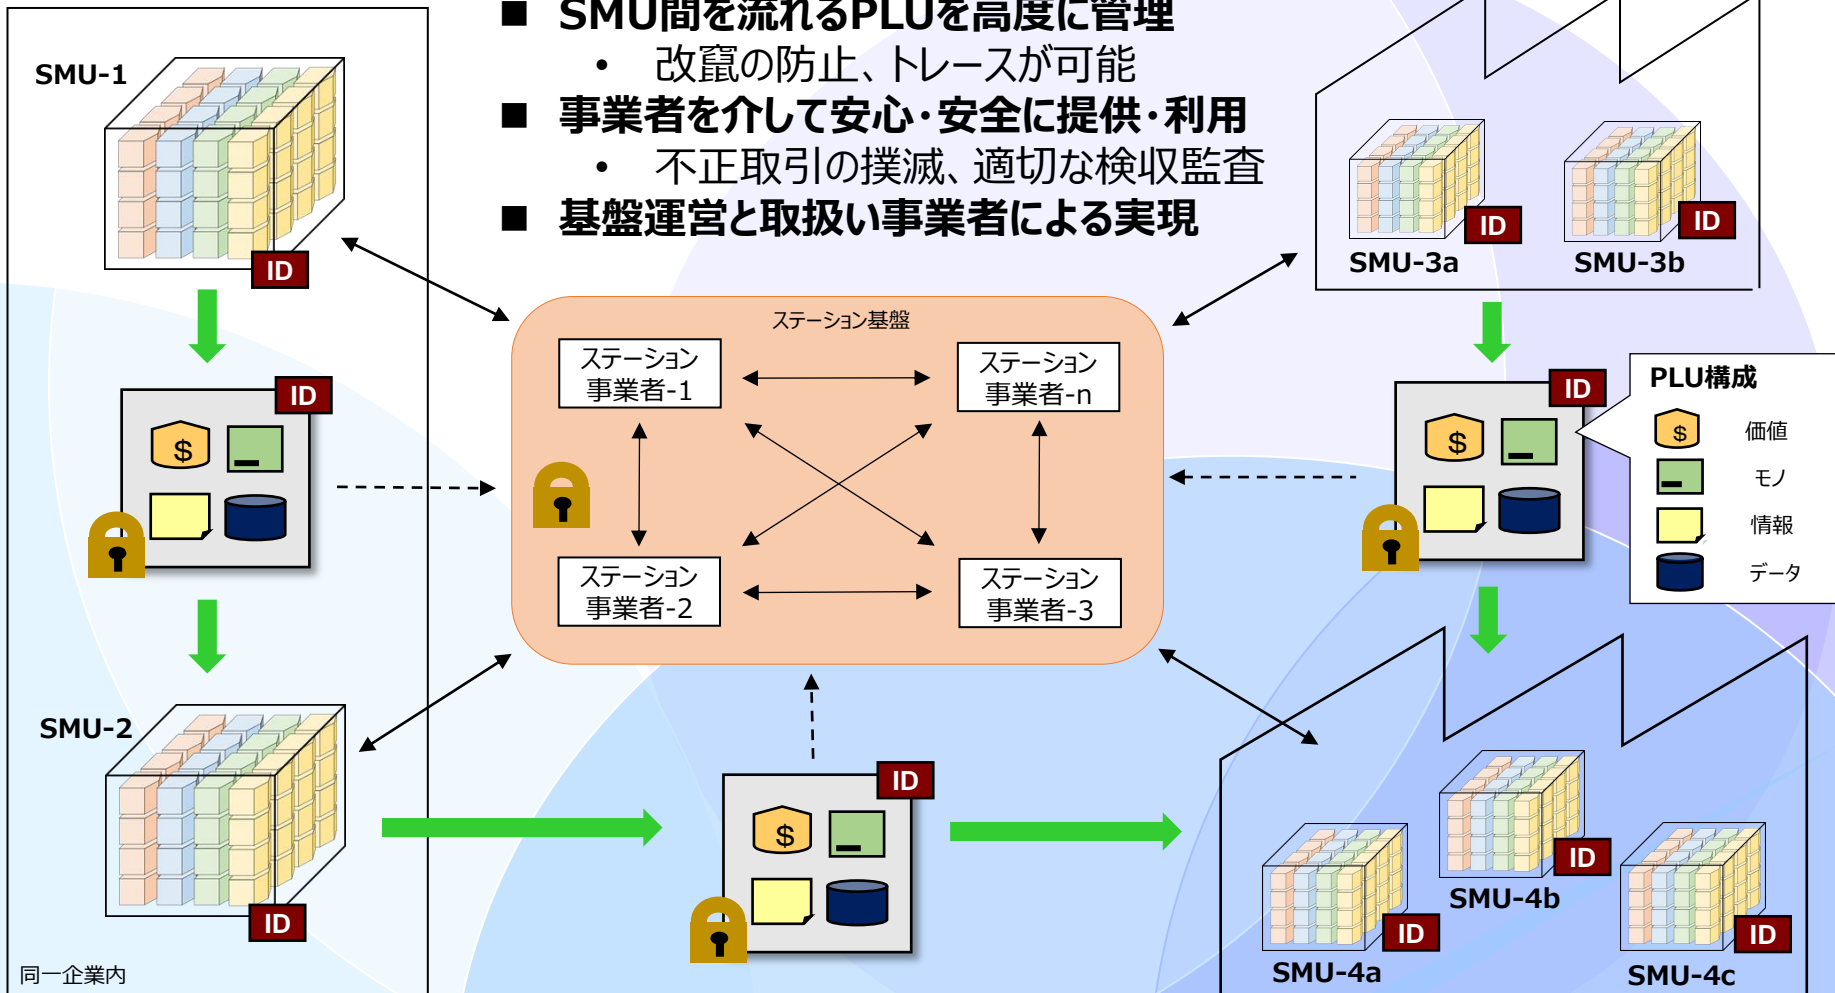 ■ SMU間を流れるPLUを高度に管理
• 改竄の防止、トレースが可能
■ 事業者を介して安心・安全に提供・利用
• 不正取引の撲滅、適切な検収監査
■ 基盤運営と取扱い事業者による実現
SMU-1
ID
ID
$
SMU-2
ID
同一企業内
ステーション基盤
ステーション
事業者-1
ステーション
事業者-n
ステーション
事業者-2
ステーション
事業者-3
ID
$
ID
SMU-3a
ID
SMU-3b
ID
$
PLU構成
$ 価値
モノ
情報
データ
ID
SMU-4a
ID
SMU-4b
ID
SMU-4c